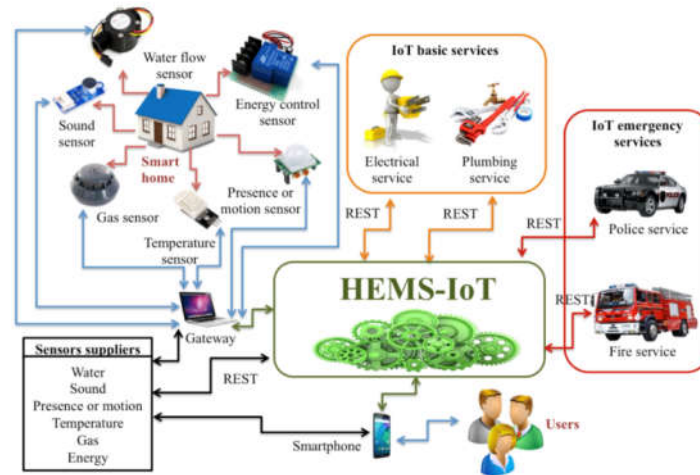 Water flow
sensor
Energy control
sensor
Sound
sensor
Smart
home
Gas sensor
Presence or
motion sensor
Temperature
sensor
IoT basic services
Electrical
service
Plumbing
service
IoT emergency
services
Police service
Fire service
REST
REST
REST
REST
HEMS-IoT
Gateway
Sensors suppliers
Water
Sound
Presence or motion
Temperature
Gas
Energy
REST
Smartphone
Users